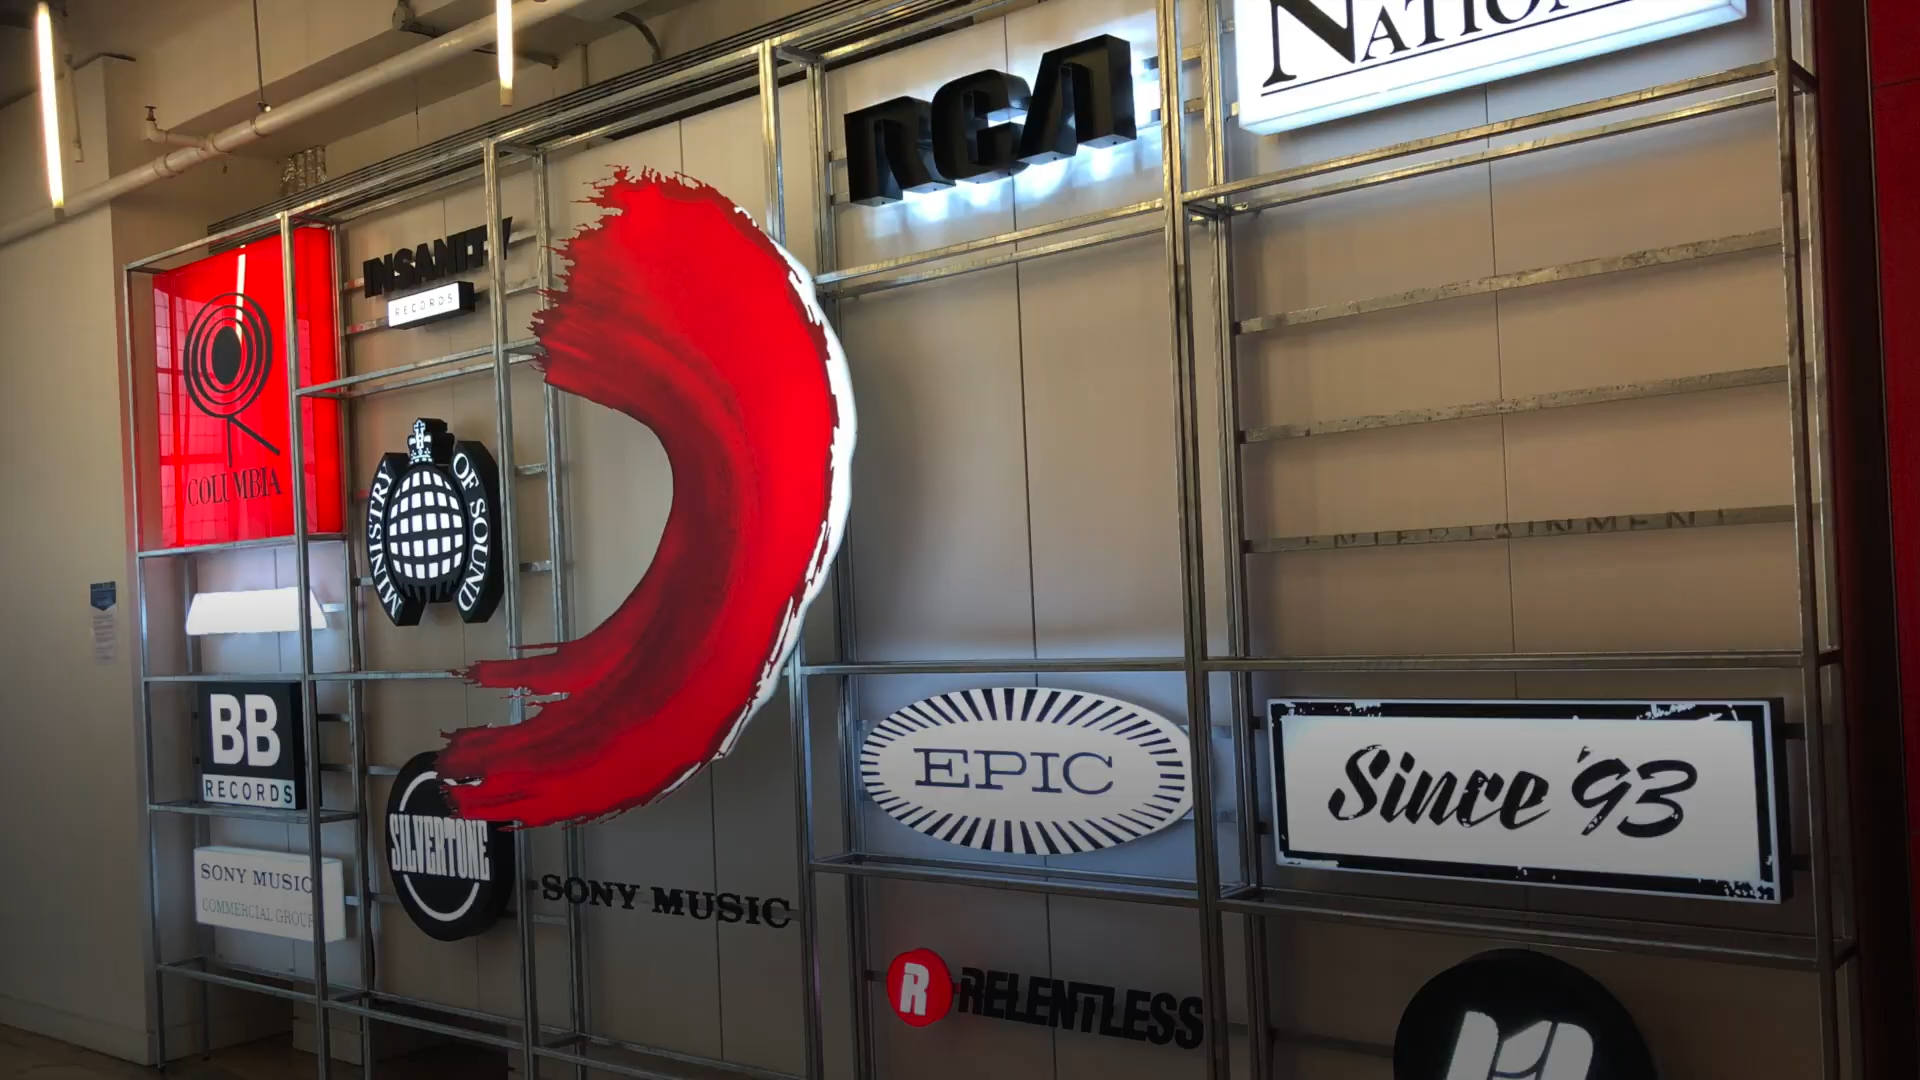 COLUMBIA
INSANITY
RECORDS
MINISTRY
OF SOUND
BB
RECORDS
SONY MUSIC
COMMERCIAL GROUP
SILVERTONE
SONY MUSIC
RCA
EPIC
R RELENTLESS
ENTERTAINMENT
Since '93